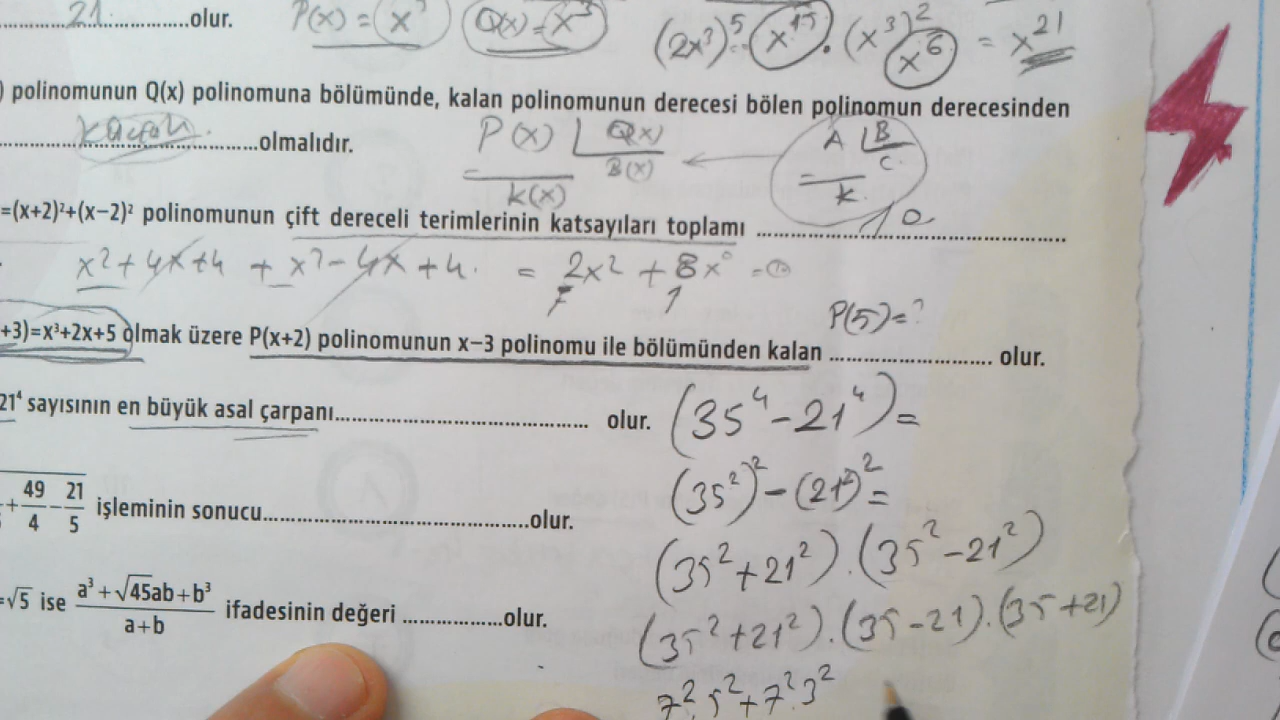 21 ...................olur. P(x) = x³ Q(x) = x³ (2x³)⁵ x¹⁵ . (x³)² x⁶ = x²¹
) polinomunun Q(x) polinomuna bölümünde, kalan polinomunun derecesi bölen polinomun derecesinden
...........................................olmalıdır. P(x) Q(x) B(x) k(x) A B C k
=(x+2)²+(x−2)² polinomunun çift dereceli terimlerinin katsayıları toplamı .................................................... 10
x²+4x+4 + x²−4x+4 = 2x² + 8x⁰ = 10
P(5)=?
+3)=x³+2x+5 olmak üzere P(x+2) polinomunun x−3 polinomu ile bölümünden kalan ........................... olur.
21⁴ sayısının en büyük asal çarpanı.......................................... olur. (35⁴−21⁴)=
(35²)²−(21²)²=
+49/4−21/5 işleminin sonucu............................................olur.
(35²+21²).(35²−21²)
=√5 ise a³+√45ab+b³/a+b ifadesinin değeri .................olur.
(35²+21²).(35−21).(35+21)
7².5²+7².3²